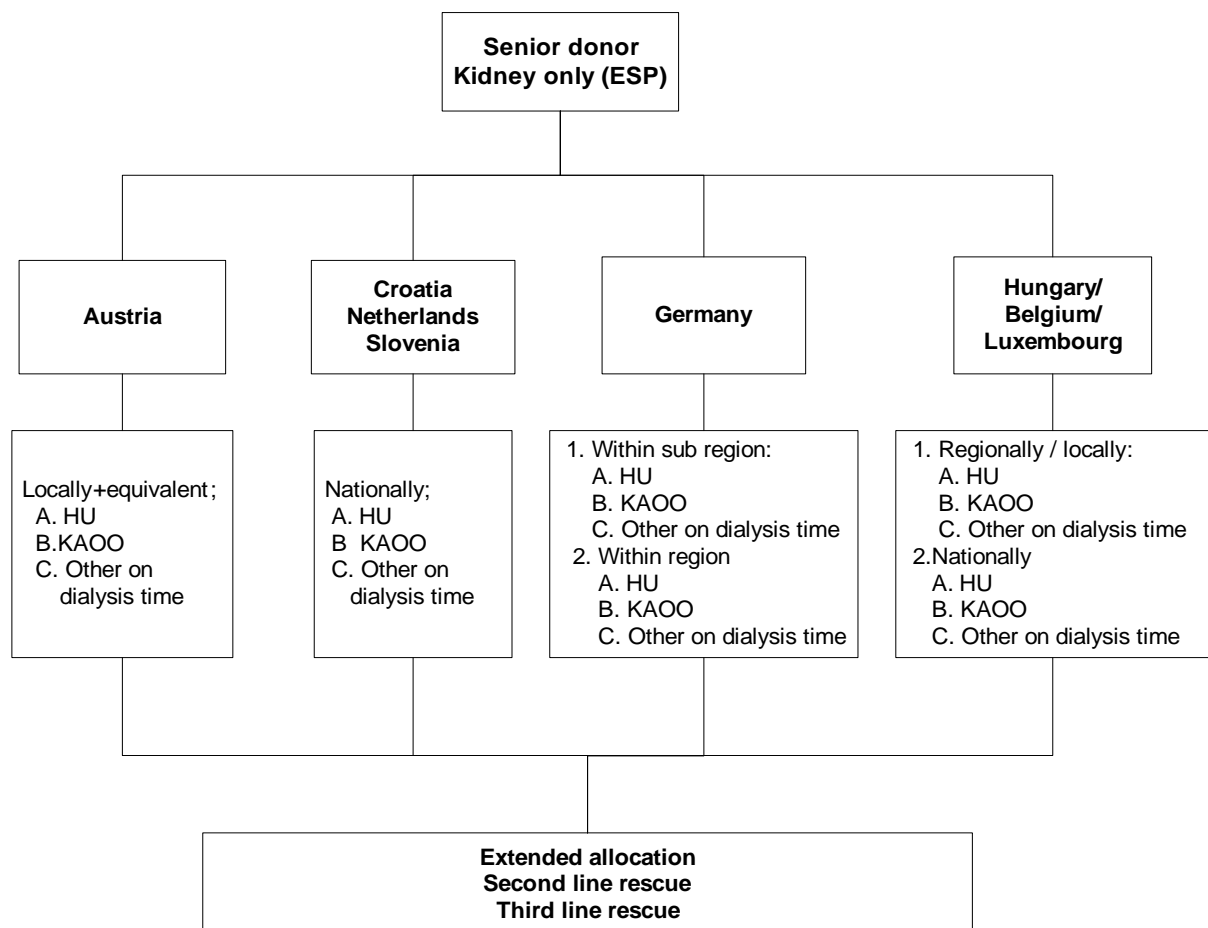 Senior donor
Kidney only (ESP)
Austria
Croatia
Netherlands
Slovenia
Germany
Hungary/
Belgium/
Luxembourg
Locally+equivalent;
A. HU
B.KAOO
C. Other on
dialysis time
Nationally;
A. HU
B KAOO
C. Other on
dialysis time
1. Within sub region:
A. HU
B. KAOO
C. Other on dialysis time
2. Within region
A. HU
B. KAOO
C. Other on dialysis time
1. Regionally / locally:
A. HU
B. KAOO
C. Other on dialysis time
2.Nationally
A. HU
B. KAOO
C. Other on dialysis time
Extended allocation
Second line rescue
Third line rescue